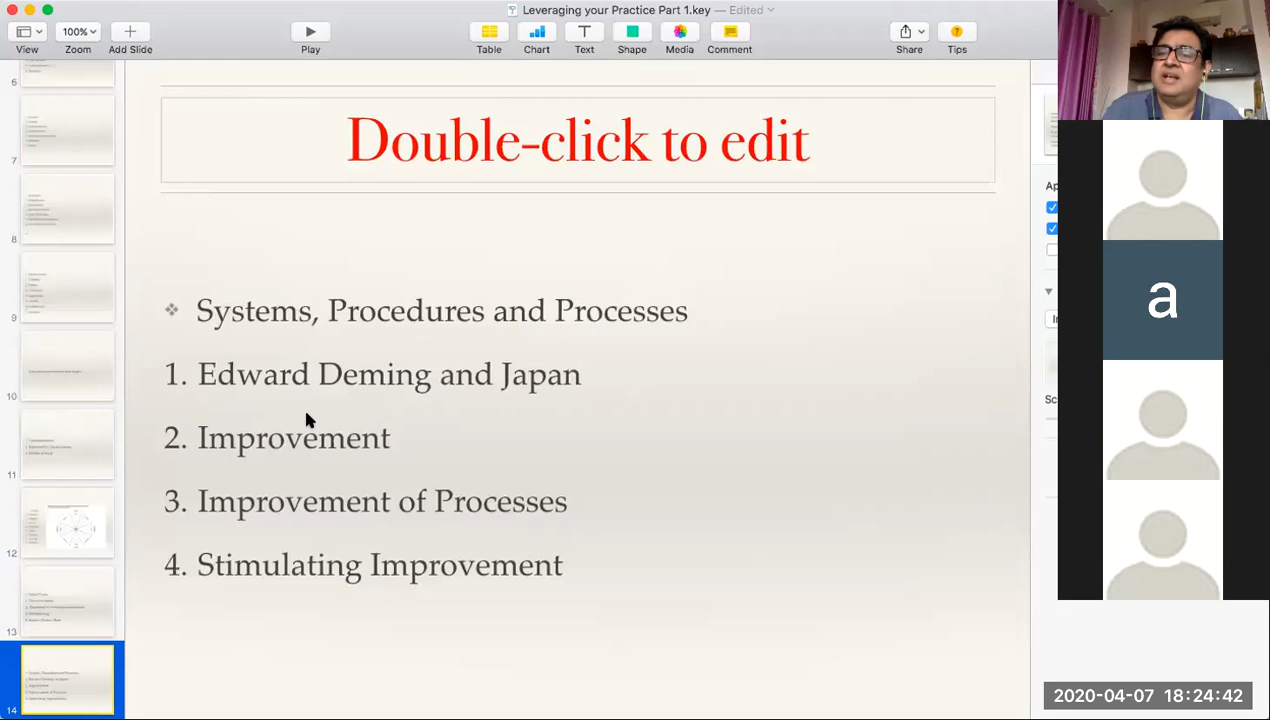 Leveraging your Practice Part 1.key — Edited
View
100%
Zoom
Add Slide
Play
Table
Chart
Text
Shape
Media
Comment
Share
Tips
6
7
8
9
10
11
12
13
14
Double-click to edit
Systems, Procedures and Processes
1. Edward Deming and Japan
2. Improvement
3. Improvement of Processes
4. Stimulating Improvement
a
2020-04-07 18:24:42